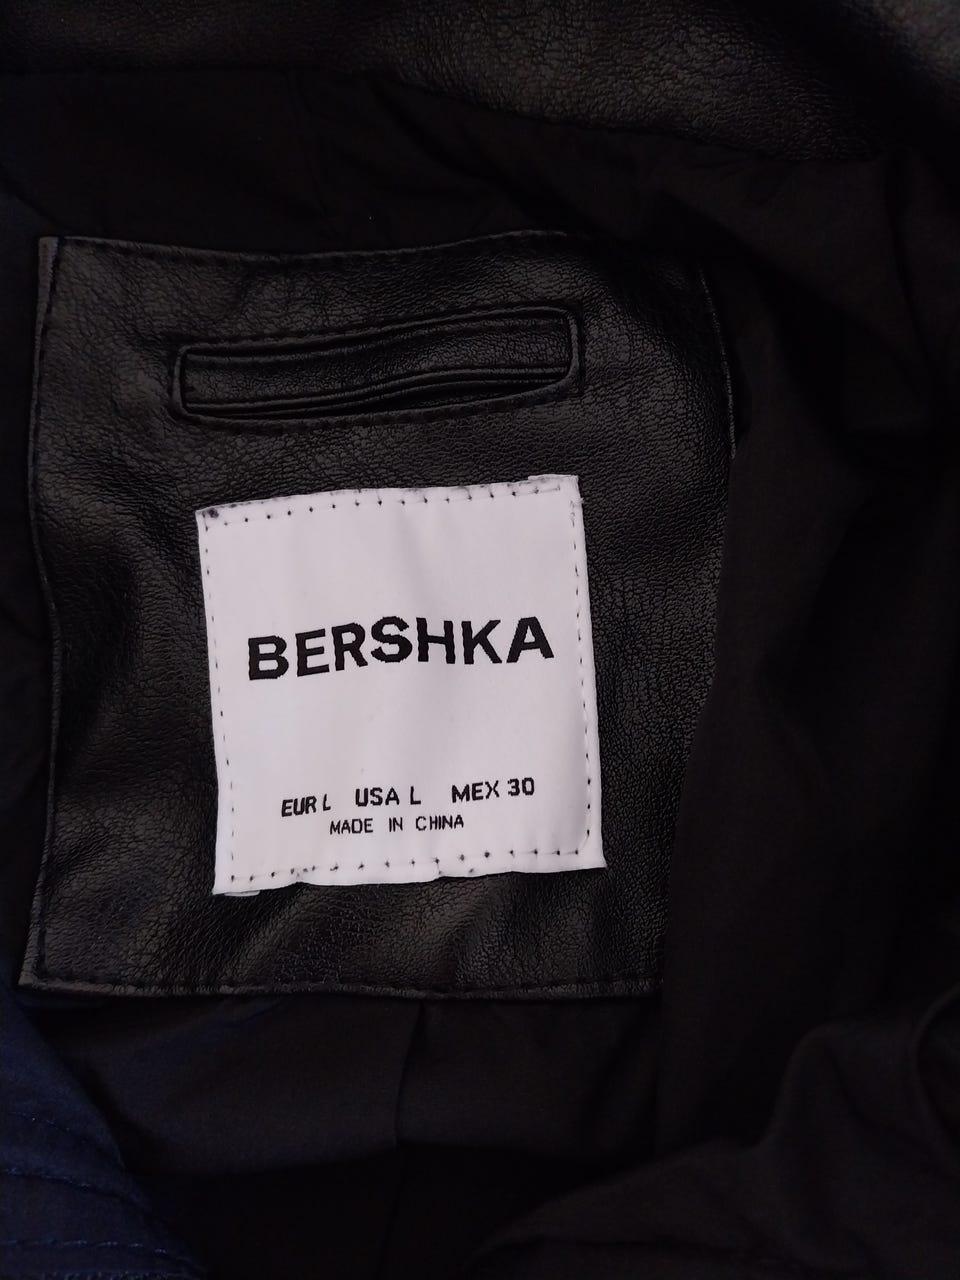 BERSHKA
EUR L USA L MEX 30
MADE IN CHINA